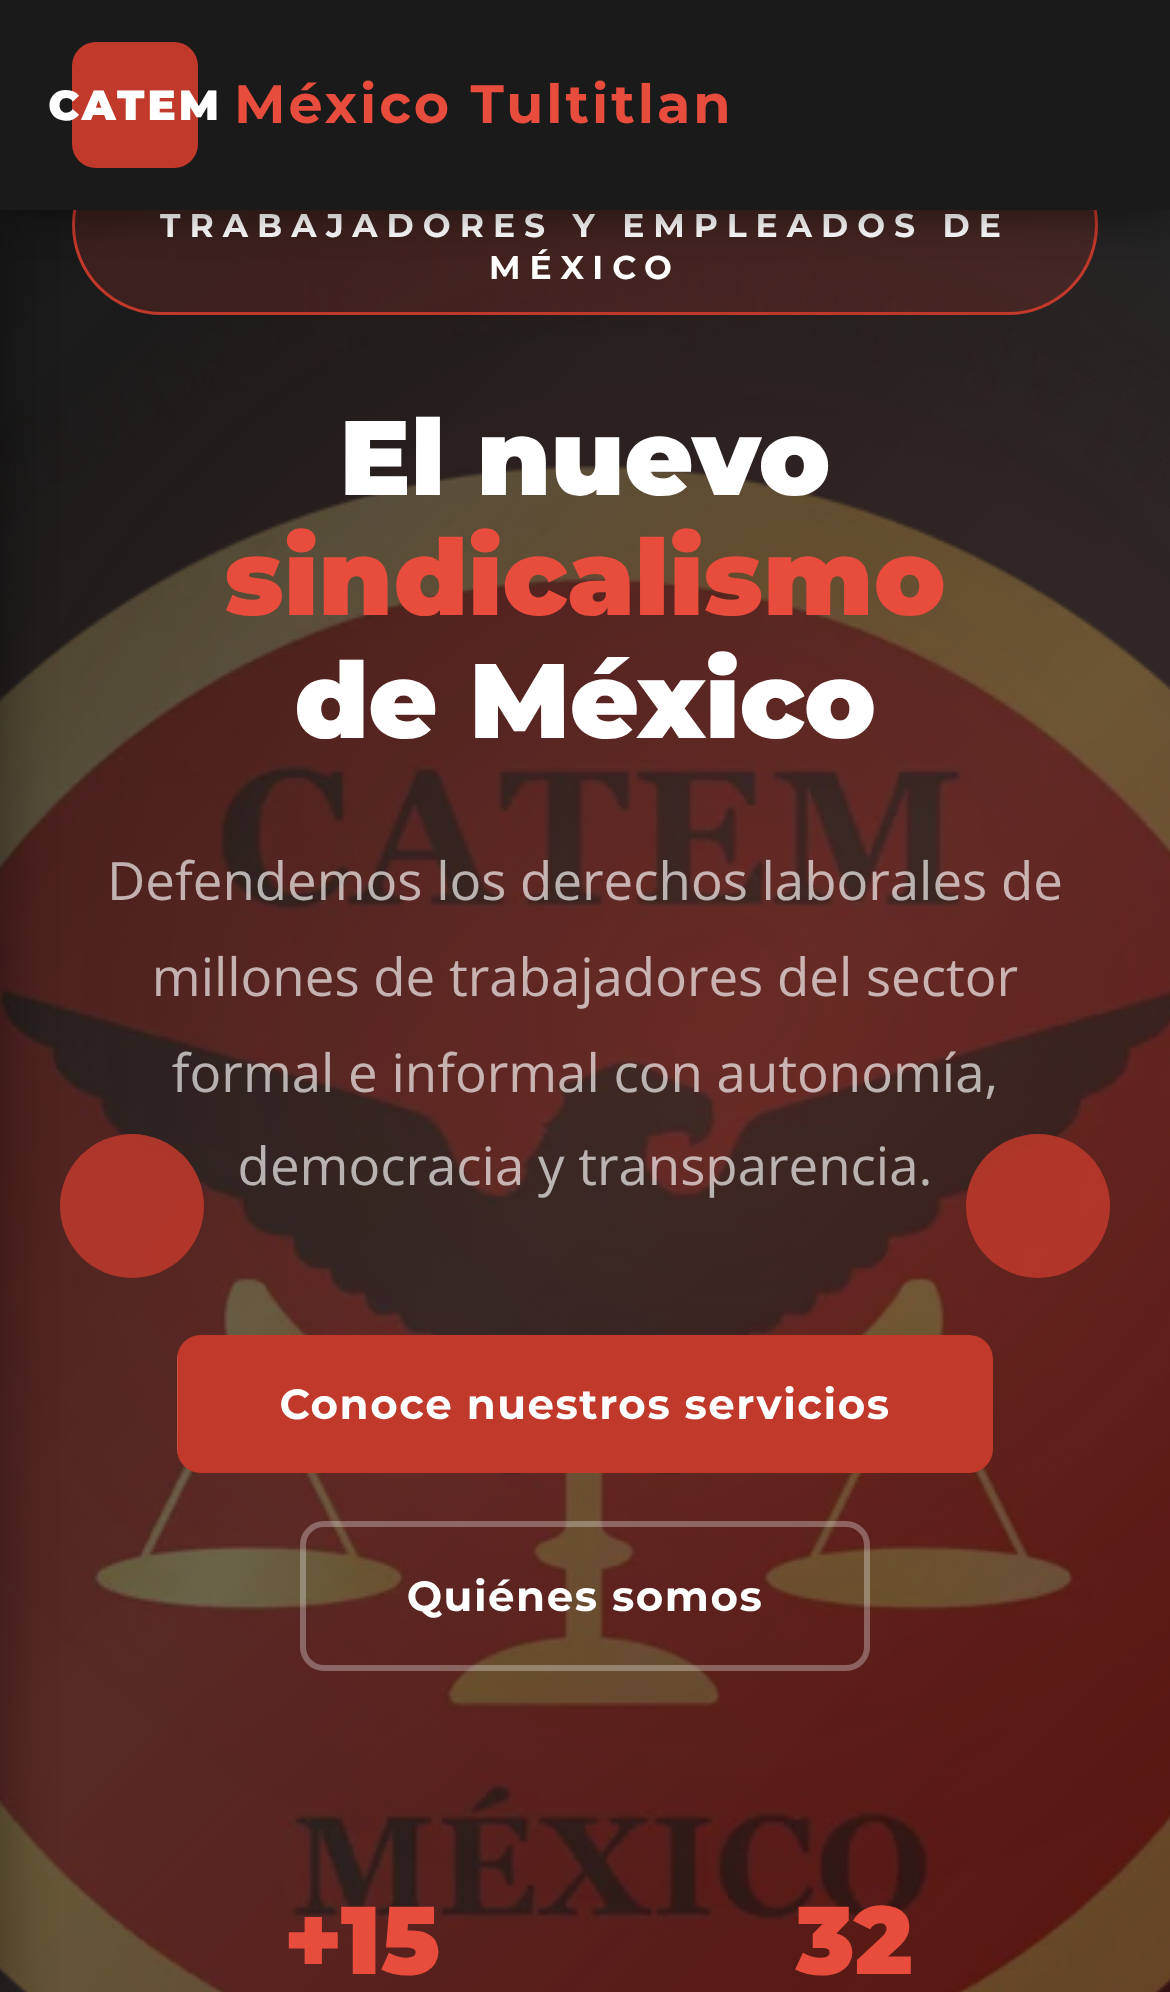 CATEM México Tultitlan
TRABAJADORES Y EMPLEADOS DE
MÉXICO
El nuevo
sindicalismo
de México
CATEM
Defendemos los derechos laborales de
millones de trabajadores del sector
formal e informal con autonomía,
democracia y transparencia.
Conoce nuestros servicios
Quiénes somos
MÉXICO
+15
32